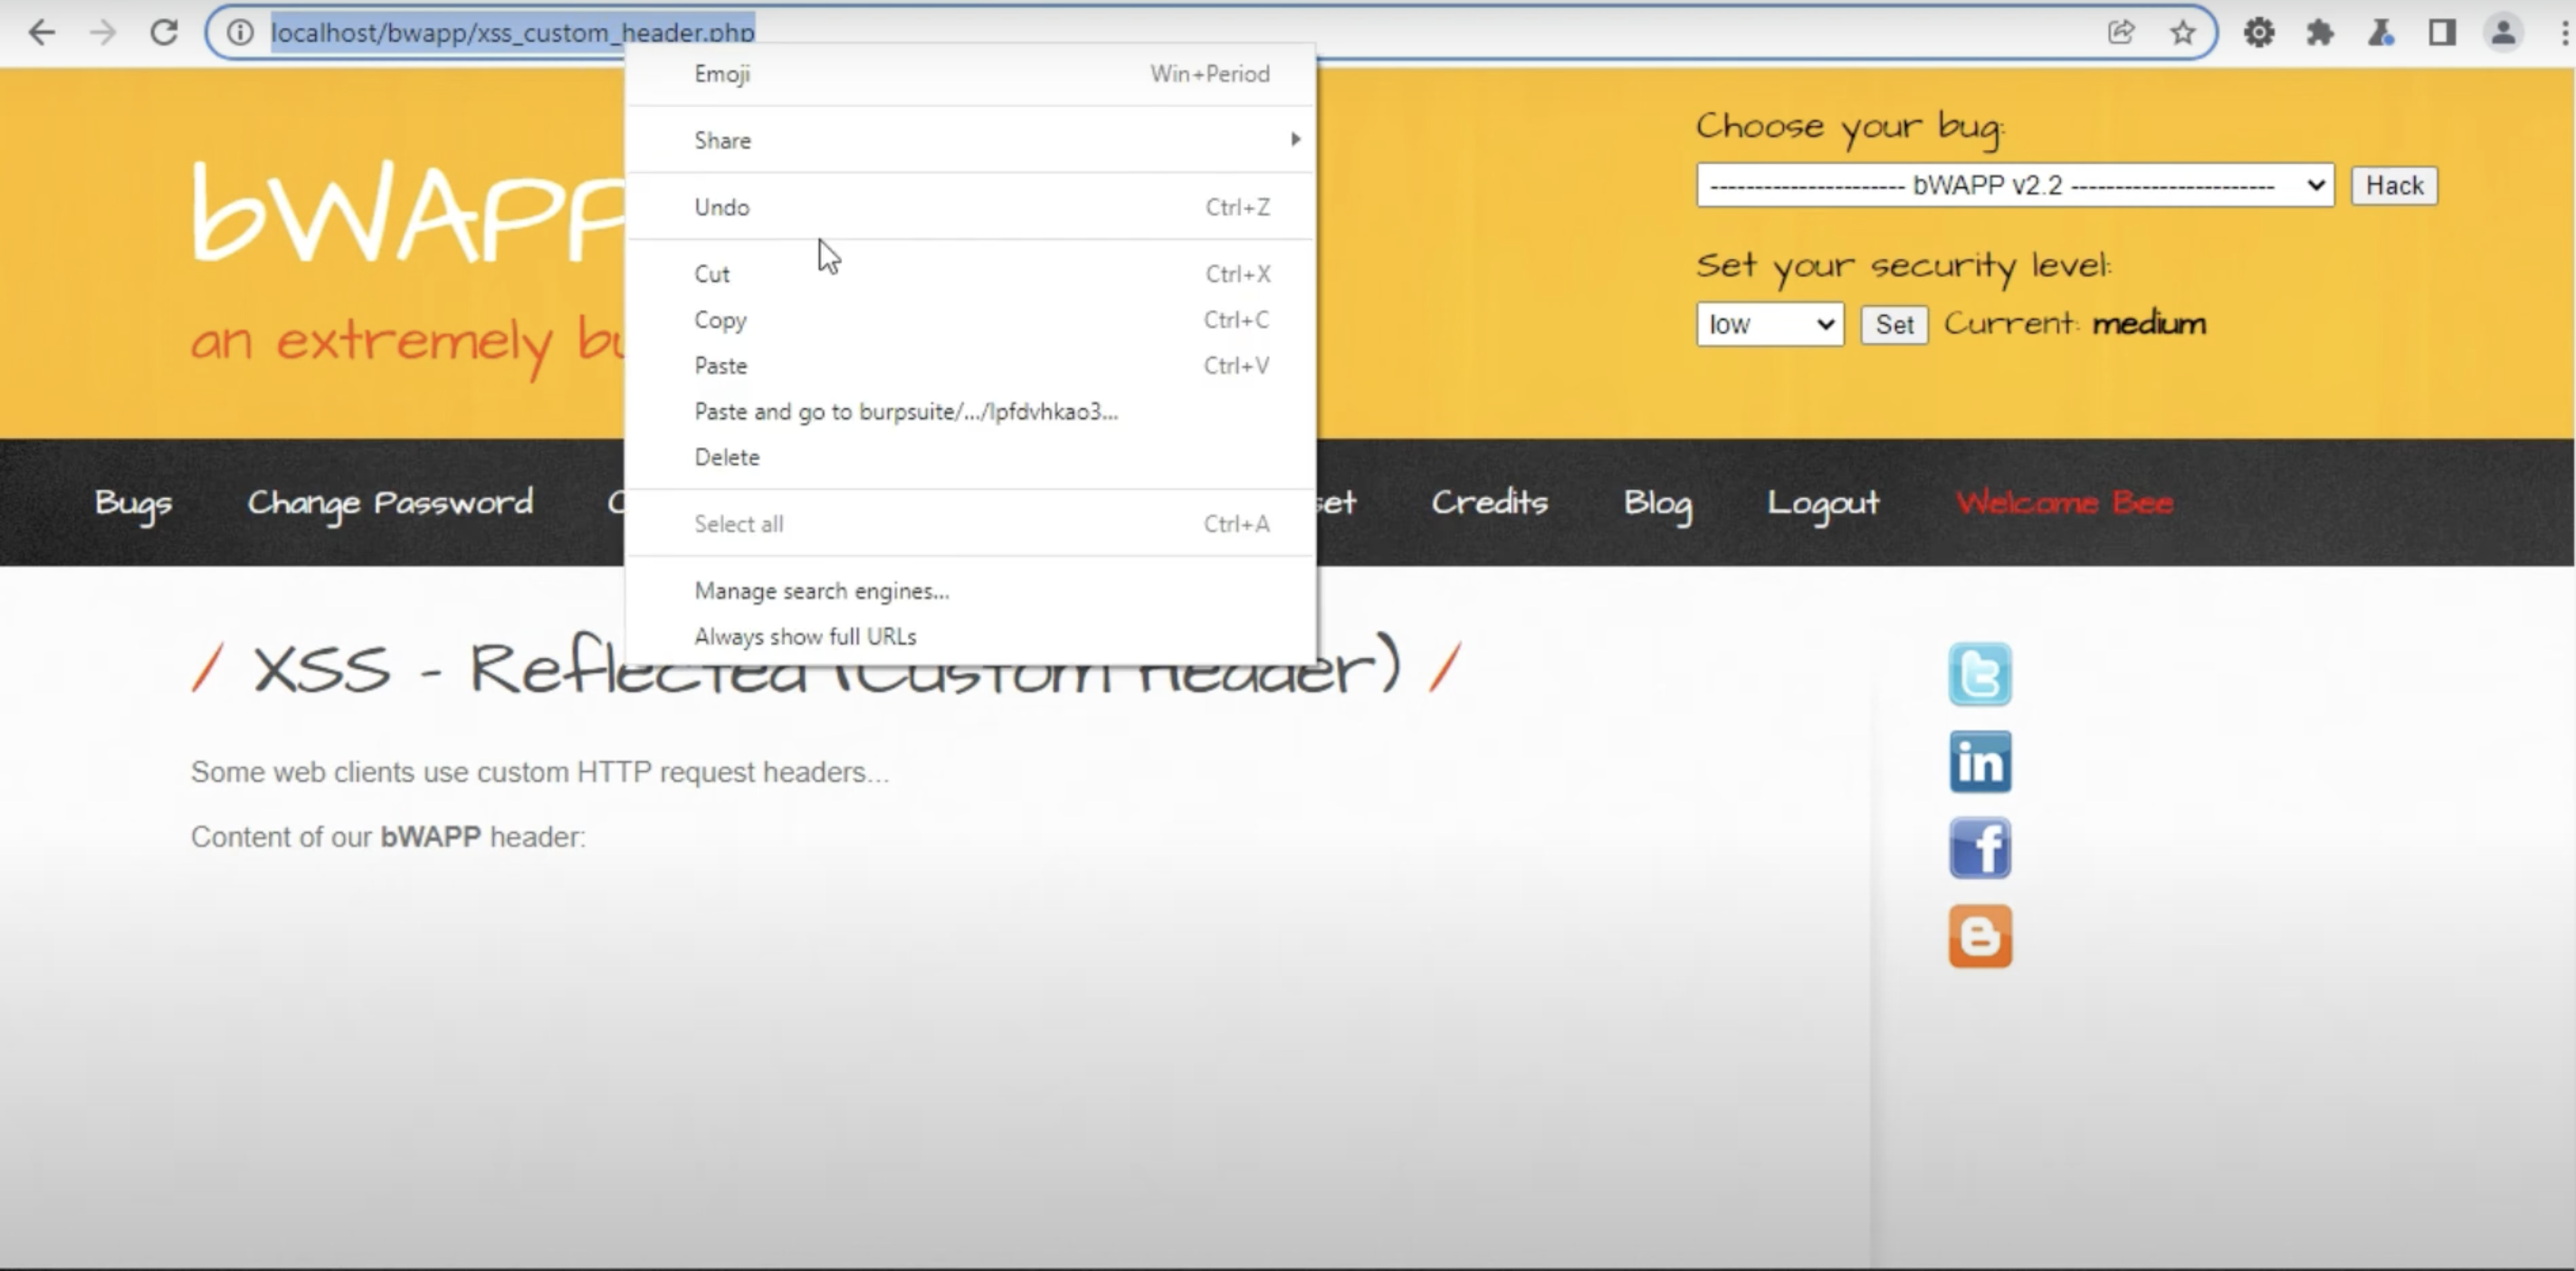 localhost/bwapp/xss_custom_header.php
Emoji Win+Period
Share
Undo Ctrl+Z
Cut Ctrl+X
Copy Ctrl+C
Paste Ctrl+V
Paste and go to burpsuite/.../lpfdvhkao3...
Delete
Select all Ctrl+A
Manage search engines...
Always show full URLs
bWAPP
an extremely bu
Choose your bug:
---------------------- bWAPP v2.2 ----------------------- Hack
Set your security level:
low Set Current: medium
Bugs Change Password set Credits Blog Logout Welcome Bee
/ XSS - Reflected (Custom Header) /
Some web clients use custom HTTP request headers...
Content of our bWAPP header: